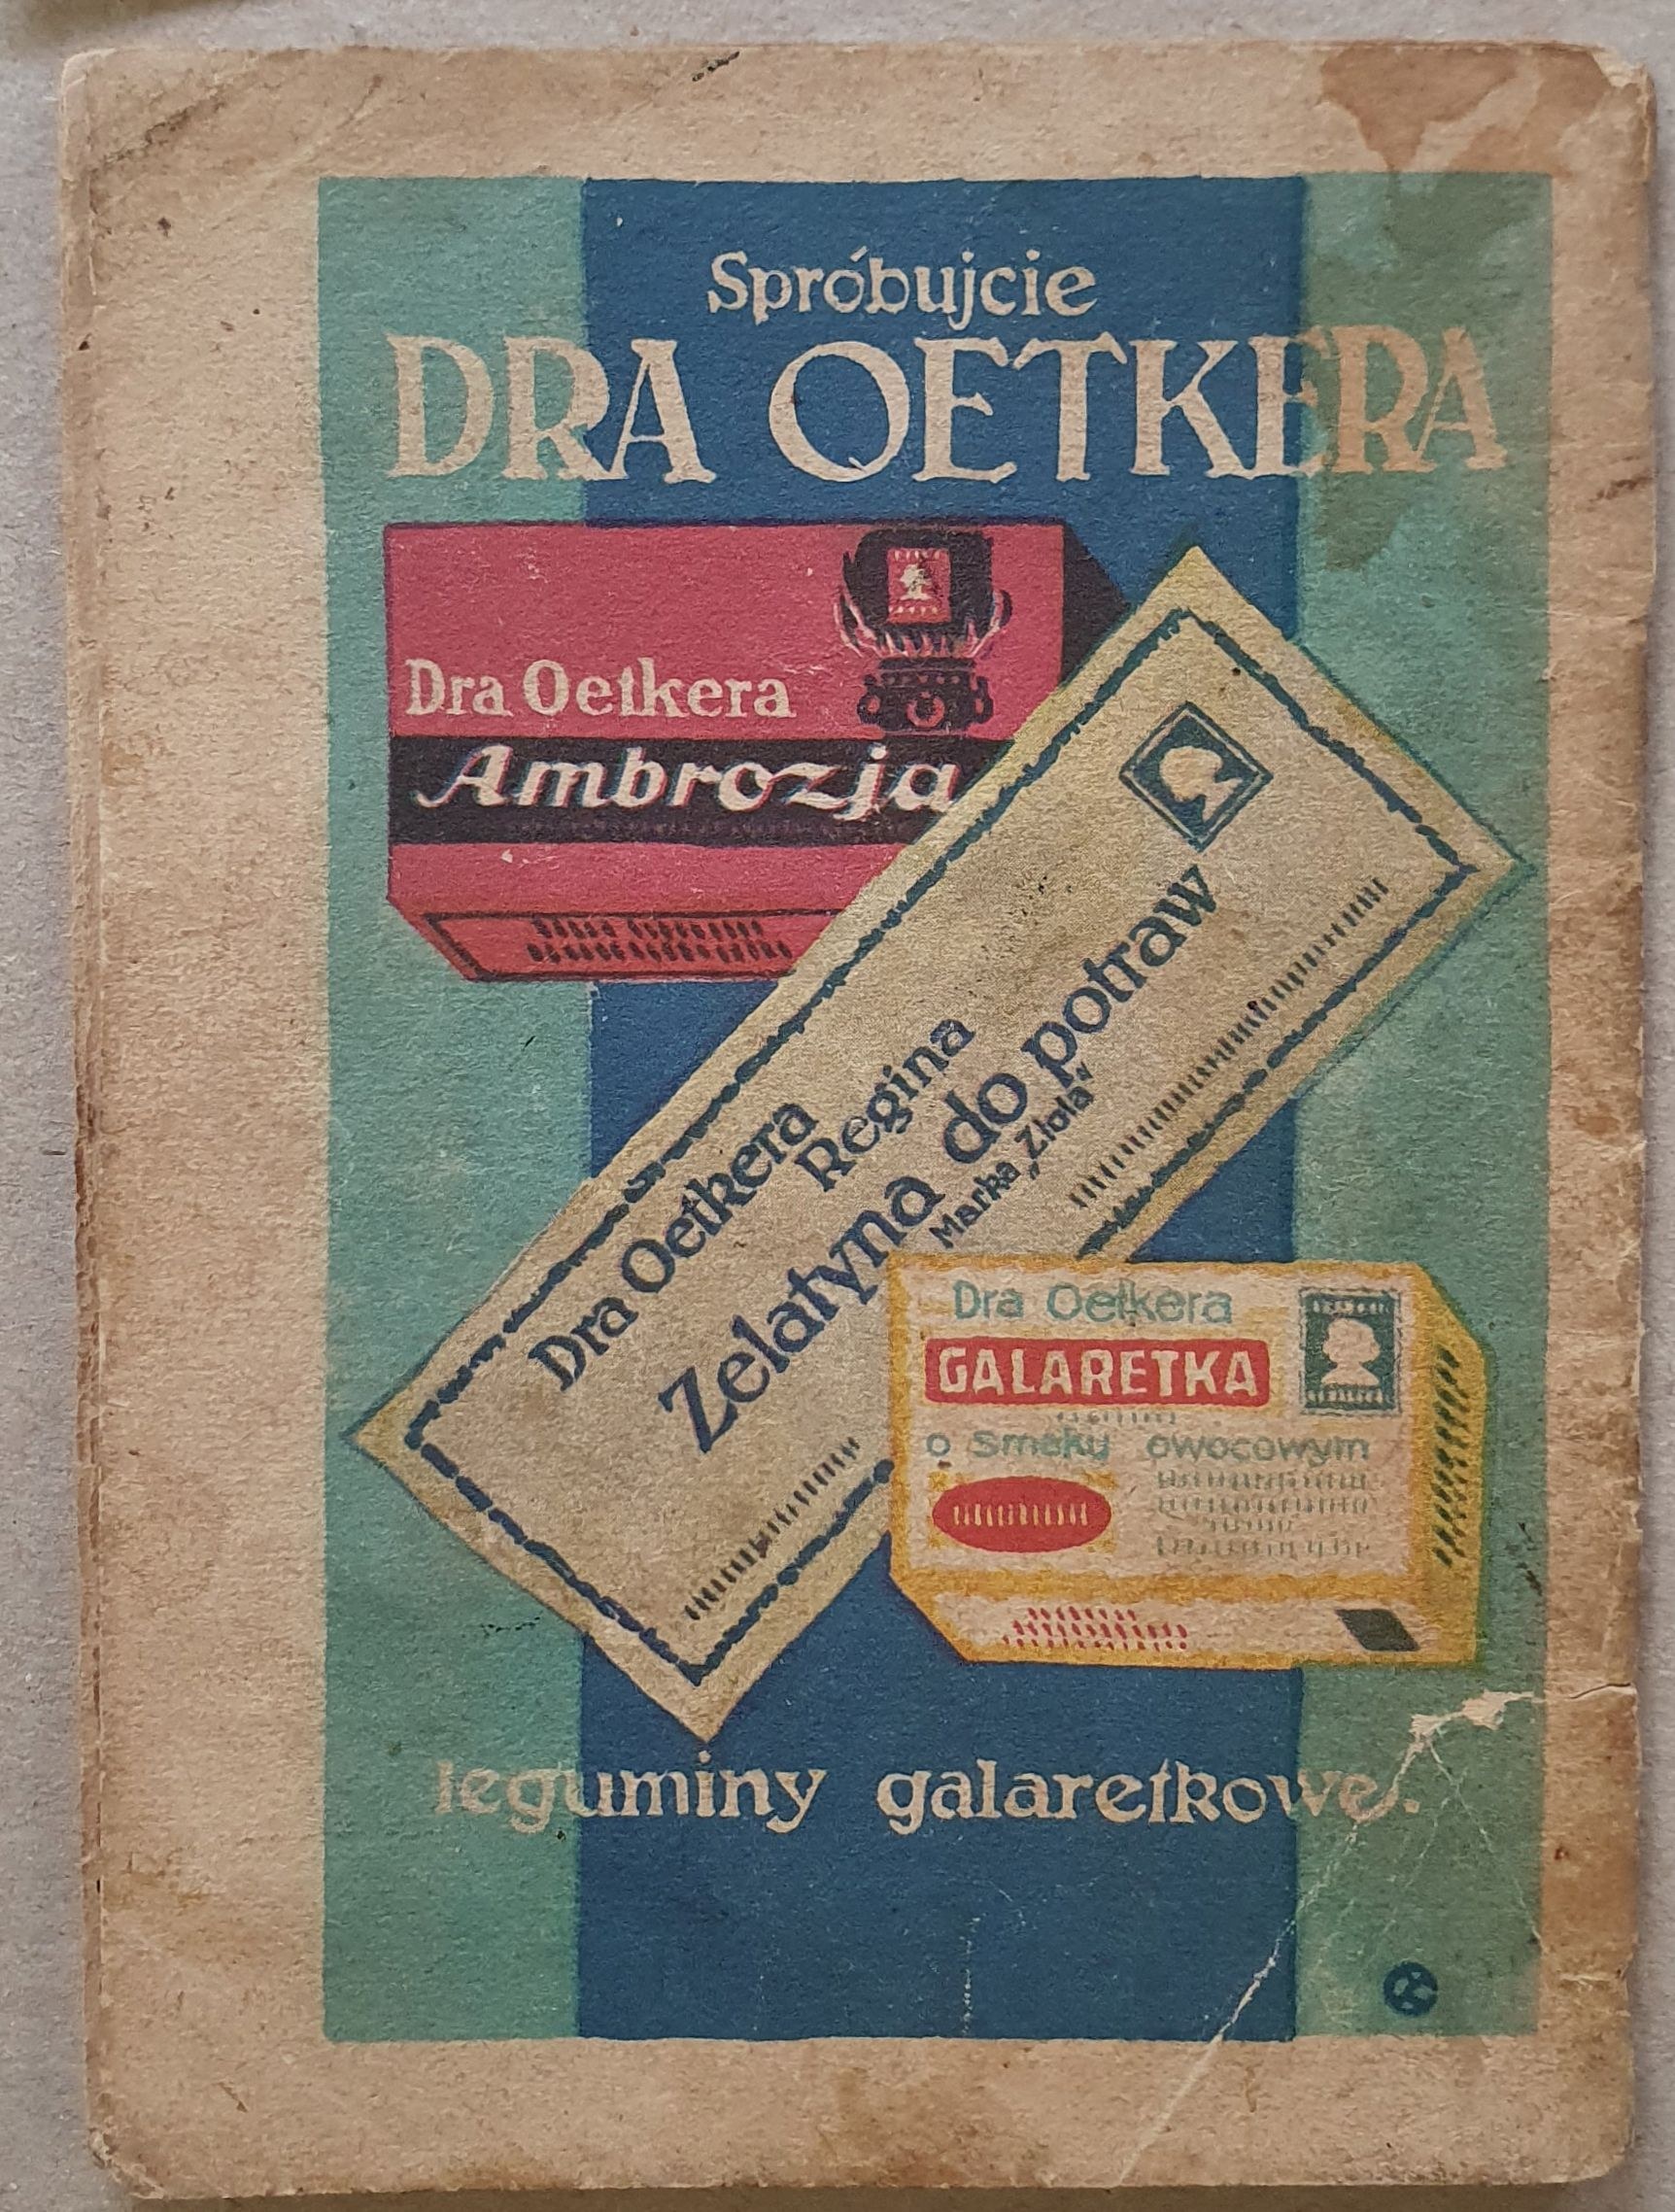 Spróbujcie
DRA OETKERA
Dra Oetkera
Ambrozja
Dra Oetkera
Regina
Żelatyna do potraw
Marka „Złota"
Dra Oetkera
GALARETKA
o smaku owocowym
leguminy galaretkowe.